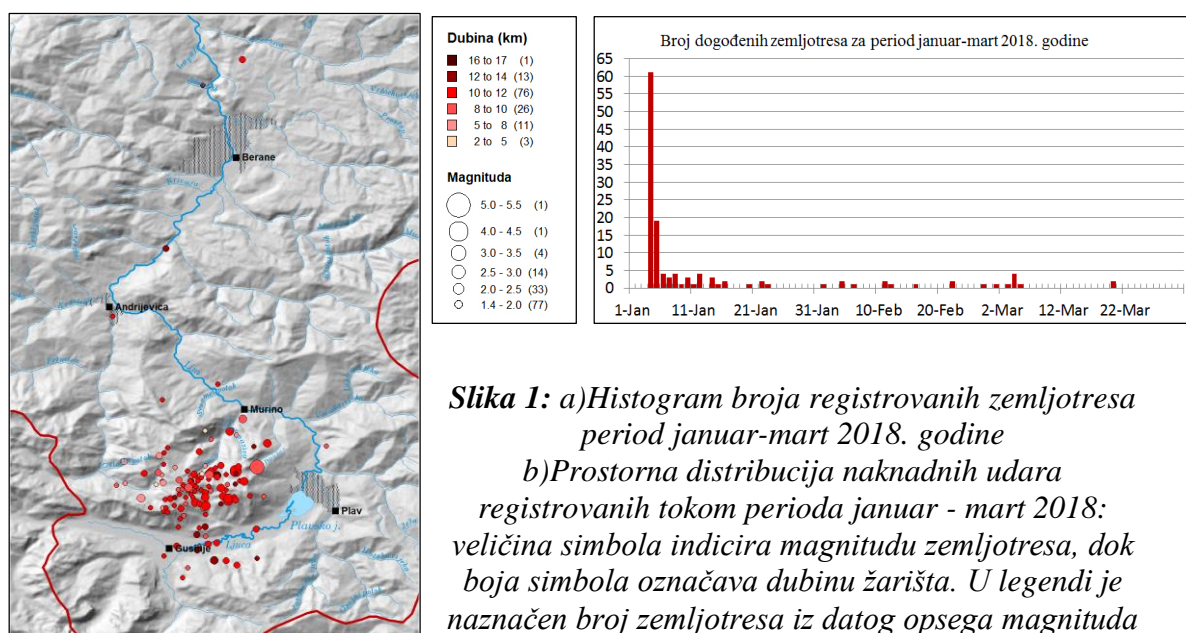 Berane
Andrijevica
Murino
Plav
Plavsko j.
Gusinje
Ljuča
Dubina (km)
16 to 17 (1)
12 to 14 (13)
10 to 12 (76)
8 to 10 (26)
5 to 8 (11)
2 to 5 (3)
Magnituda
5.0 - 5.5 (1)
4.0 - 4.5 (1)
3.0 - 3.5 (4)
2.5 - 3.0 (14)
2.0 - 2.5 (33)
1.4 - 2.0 (77)
Broj dogođenih zemljotresa za period januar-mart 2018. godine
65
60
55
50
45
40
35
30
25
20
15
10
5
0
1-Jan 11-Jan 21-Jan 31-Jan 10-Feb 20-Feb 2-Mar 12-Mar 22-Mar
Slika 1: a)Histogram broja registrovanih zemljotresa
period januar-mart 2018. godine
b)Prostorna distribucija naknadnih udara
registrovanih tokom perioda januar - mart 2018:
veličina simbola indicira magnitudu zemljotresa, dok
boja simbola označava dubinu žarišta. U legendi je
naznačen broj zemljotresa iz datog opsega magnituda